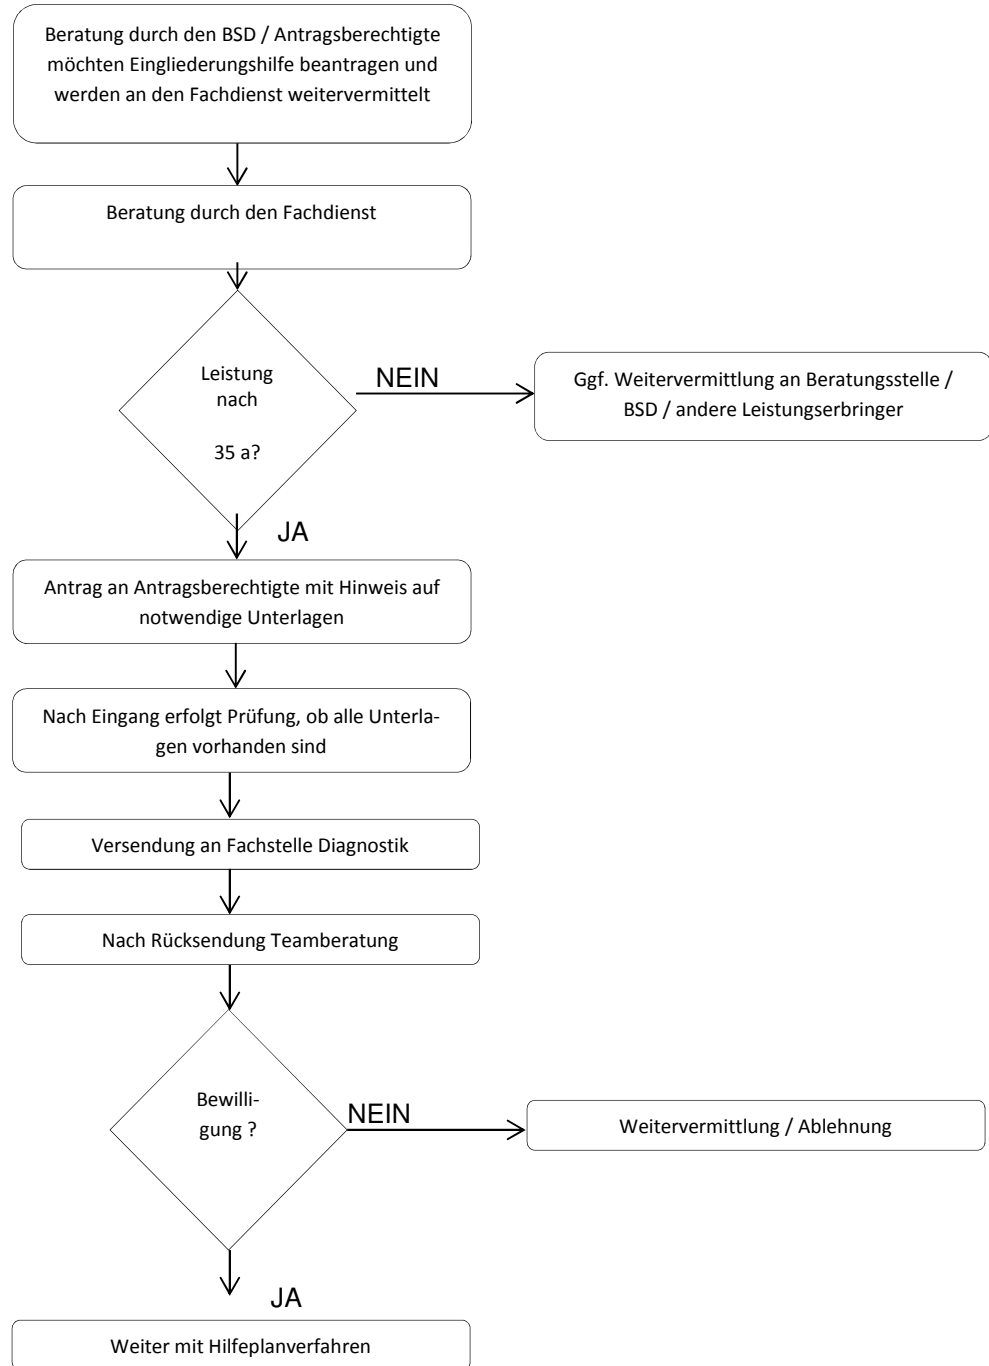 Beratung durch den BSD / Antragsberechtigte
möchten Eingliederungshilfe beantragen und
werden an den Fachdienst weitervermittelt
Beratung durch den Fachdienst
Leistung
nach
35 a?
NEIN
Ggf. Weitervermittlung an Beratungsstelle /
BSD / andere Leistungserbringer
JA
Antrag an Antragsberechtigte mit Hinweis auf
notwendige Unterlagen
Nach Eingang erfolgt Prüfung, ob alle Unterla-
gen vorhanden sind
Versendung an Fachstelle Diagnostik
Nach Rücksendung Teamberatung
Bewilli-
gung ?
NEIN
Weitervermittlung / Ablehnung
JA
Weiter mit Hilfeplanverfahren